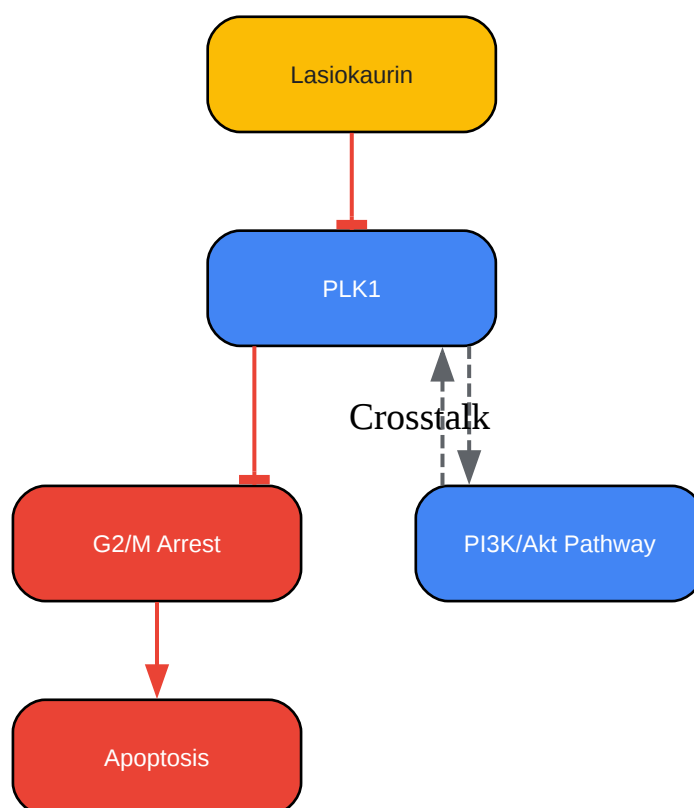 Lasiokaurin
PLK1
Crosstalk
G2/M Arrest
PI3K/Akt Pathway
Apoptosis